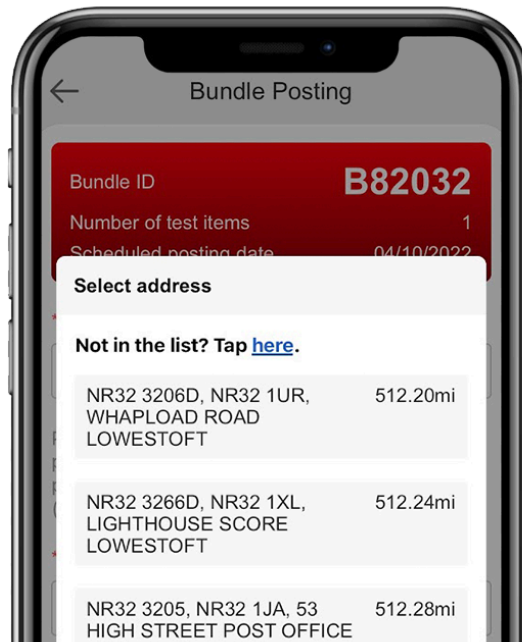 Bundle Posting
Bundle ID B82032
Number of test items 1
Scheduled posting date 04/10/2022
Select address
Not in the list? Tap here.
NR32 3206D, NR32 1UR, 512.20mi
WHAPLOAD ROAD
LOWESTOFT
NR32 3266D, NR32 1XL, 512.24mi
LIGHTHOUSE SCORE
LOWESTOFT
NR32 3205, NR32 1JA, 53 512.28mi
HIGH STREET POST OFFICE